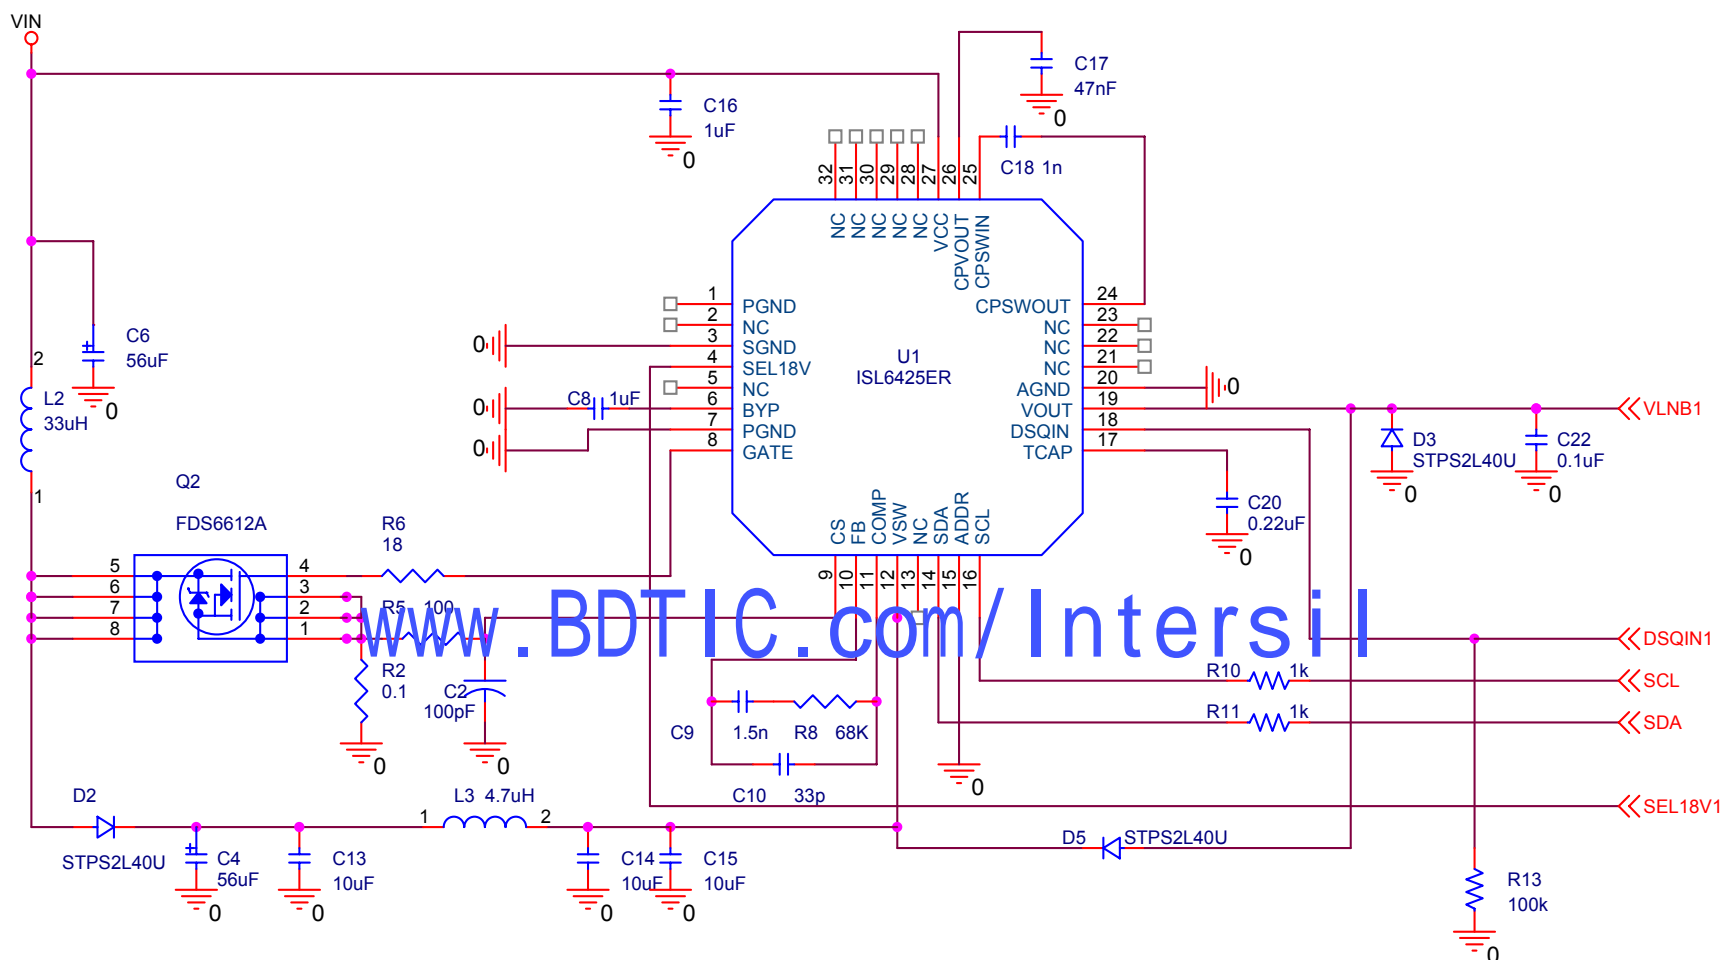 VIN
C17
47nF
0
C16
1uF
0
C18 1n
32
31
30
29
28
27
26
25
NC
NC
NC
NC
NC
VCC
CPVOUT
CPSWIN
1
PGND
2
NC
3
SGND
0
4
SEL18V
5
NC
6
BYP
7
PGND
8
GATE
C8
1uF
0
0
U1
ISL6425ER
24
CPSWOUT
23
NC
22
NC
21
NC
20
AGND
0
19
VOUT
18
DSQIN
17
TCAP
C6
56uF
0
2
L2
33uH
1
VLNB1
D3
STPS2L40U
0
C22
0.1uF
0
C20
0.22uF
0
Q2
FDS6612A
R6
18
5
6
7
8
4
3
2
1
CS
FB
COMP
VSW
NC
SDA
ADDR
SCL
9
10
11
12
13
14
15
16
R5
100
www.BDTIC.com/Intersil
DSQIN1
R2
0.1
0
C2
100pF
0
R10
1k
SCL
R11
1k
SDA
C9
1.5n
R8
68K
0
C10
33p
SEL18V1
D2
STPS2L40U
L3 4.7uH
1
2
C4
56uF
0
C13
10uF
0
C14
10uF
0
C15
10uF
0
D5
STPS2L40U
R13
100k
0